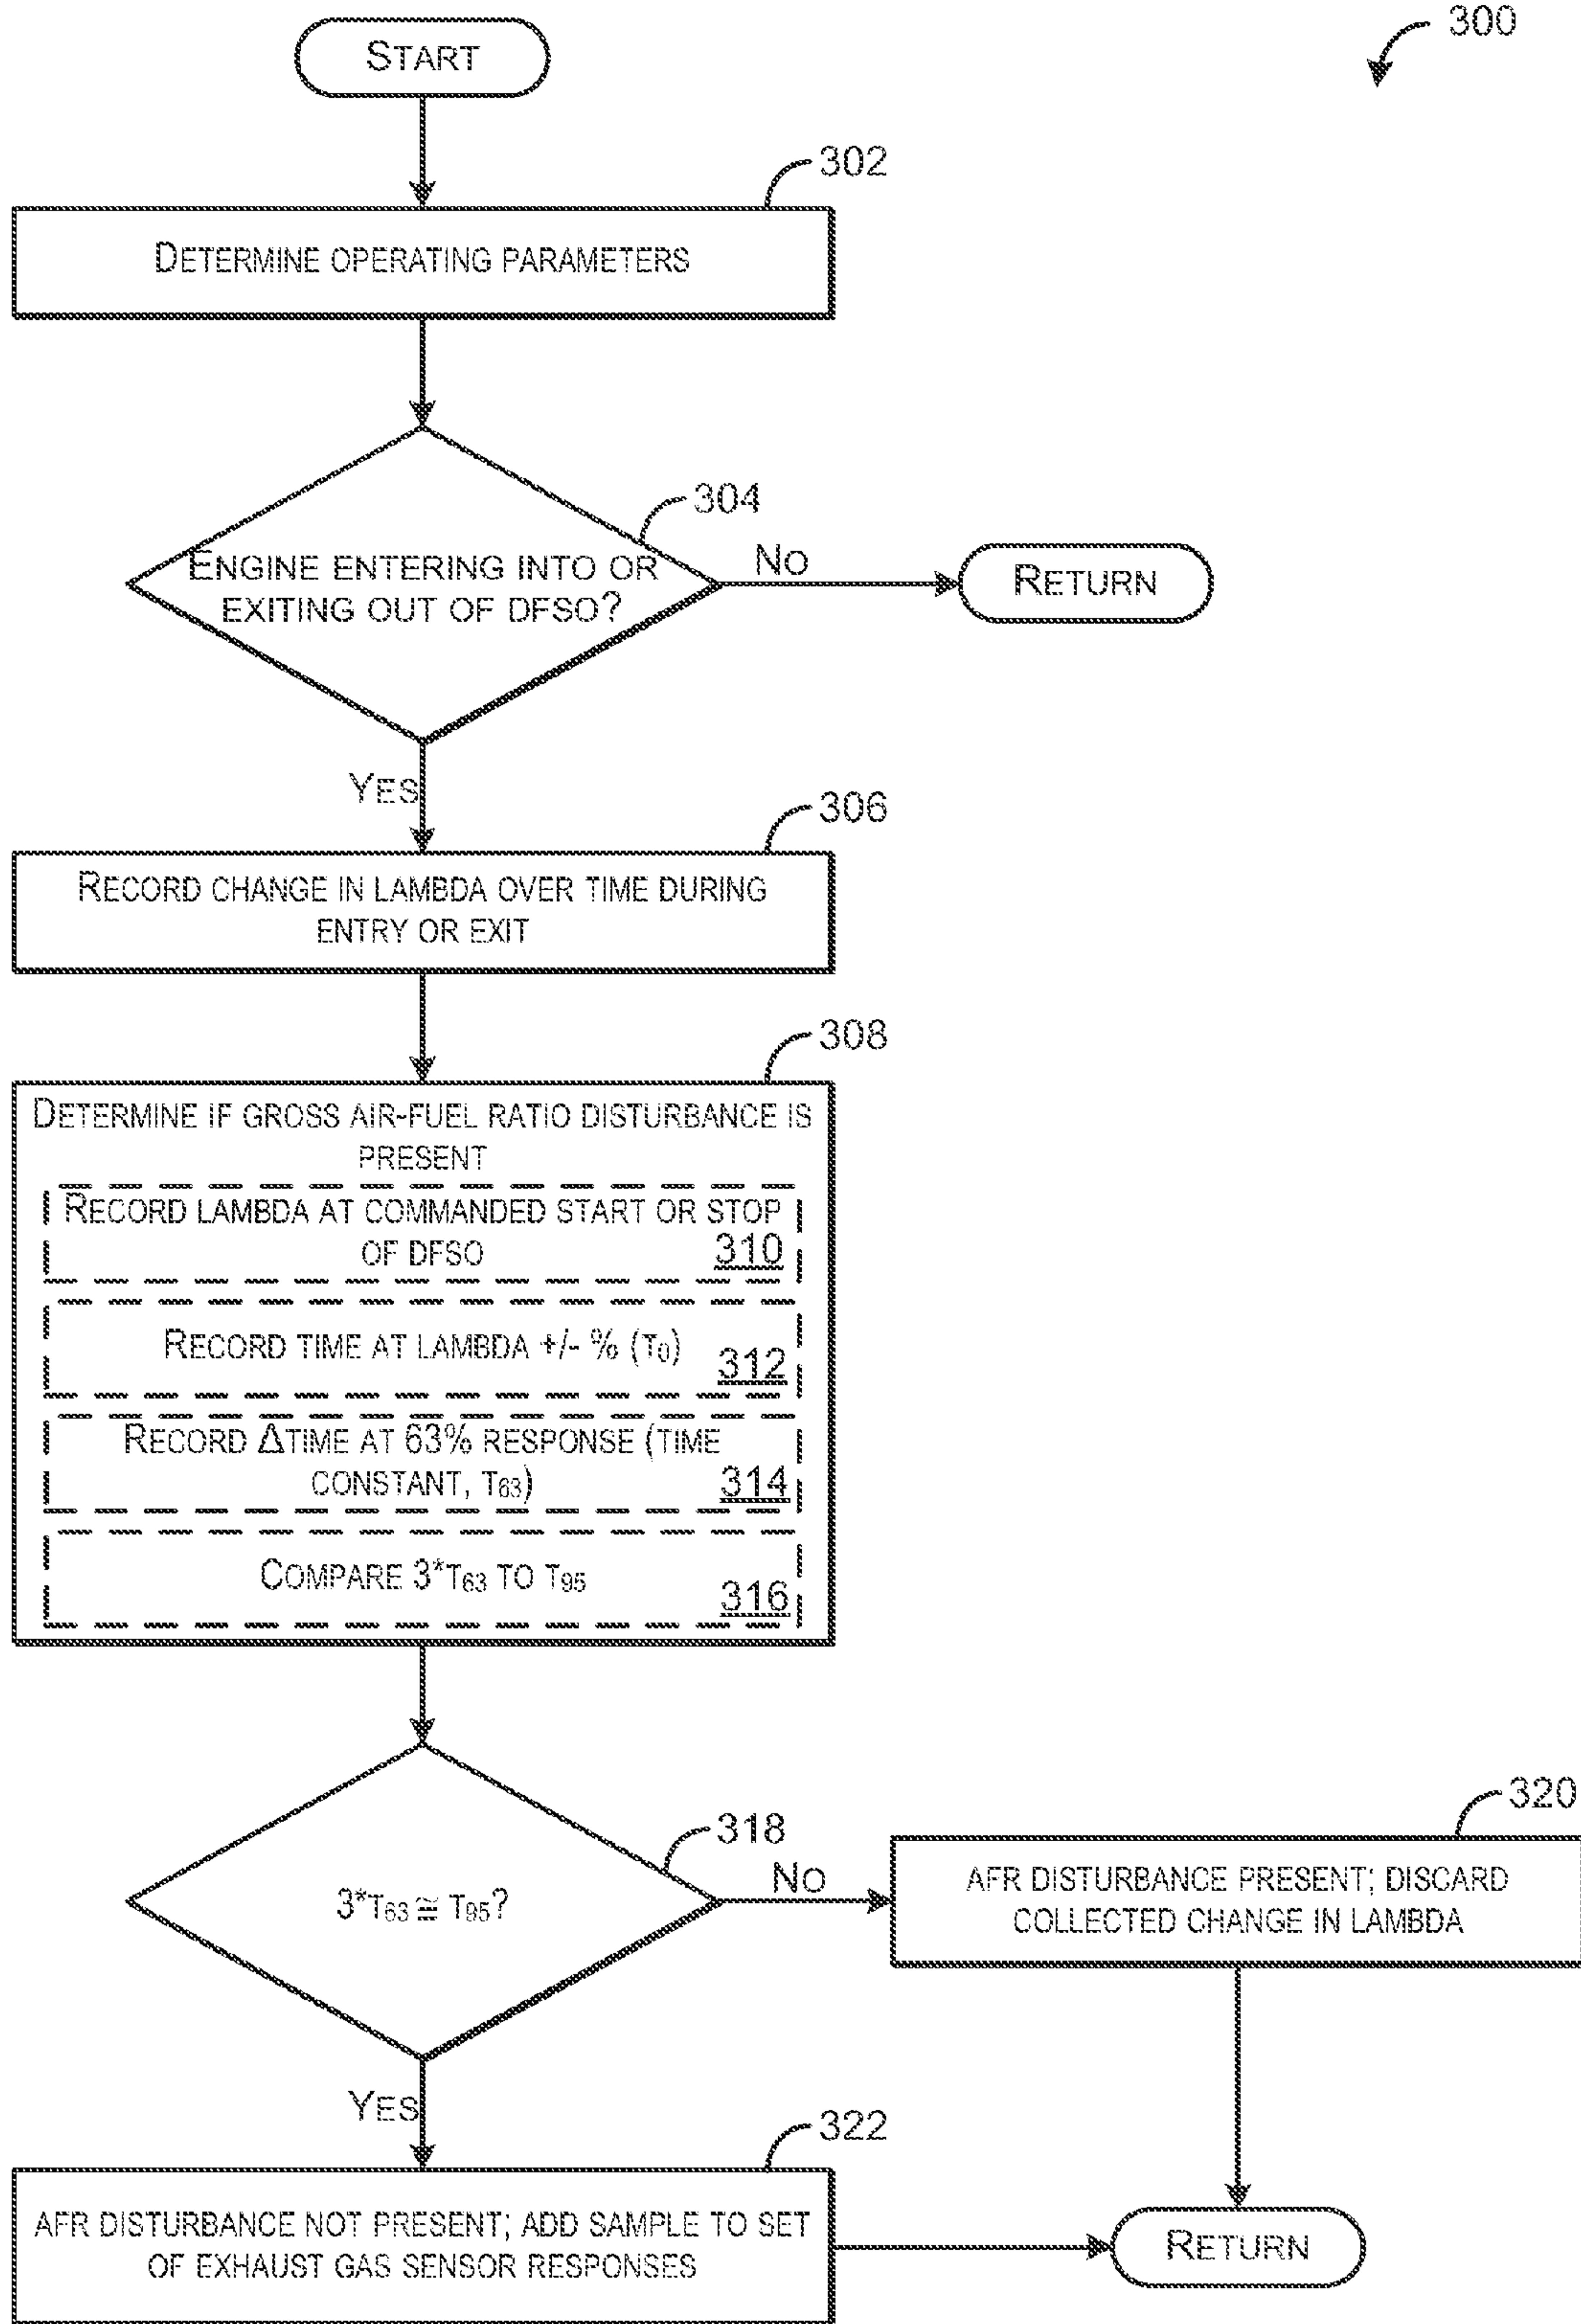 300
START
302
DETERMINE OPERATING PARAMETERS
304
ENGINE ENTERING INTO OR
EXITING OUT OF DFSO?
NO
RETURN
YES
306
RECORD CHANGE IN LAMBDA OVER TIME DURING
ENTRY OR EXIT
308
DETERMINE IF GROSS AIR-FUEL RATIO DISTURBANCE IS
PRESENT
RECORD LAMBDA AT COMMANDED START OR STOP
OF DFSO 310
RECORD TIME AT LAMBDA +/- % (T₀) 312
RECORD ΔTIME AT 63% RESPONSE (TIME
CONSTANT, T₆₃) 314
COMPARE 3*T₆₃ TO T₉₅ 316
318
3*T₆₃ ≅ T₉₅?
NO
320
AFR DISTURBANCE PRESENT; DISCARD
COLLECTED CHANGE IN LAMBDA
YES
322
AFR DISTURBANCE NOT PRESENT; ADD SAMPLE TO SET
OF EXHAUST GAS SENSOR RESPONSES
RETURN